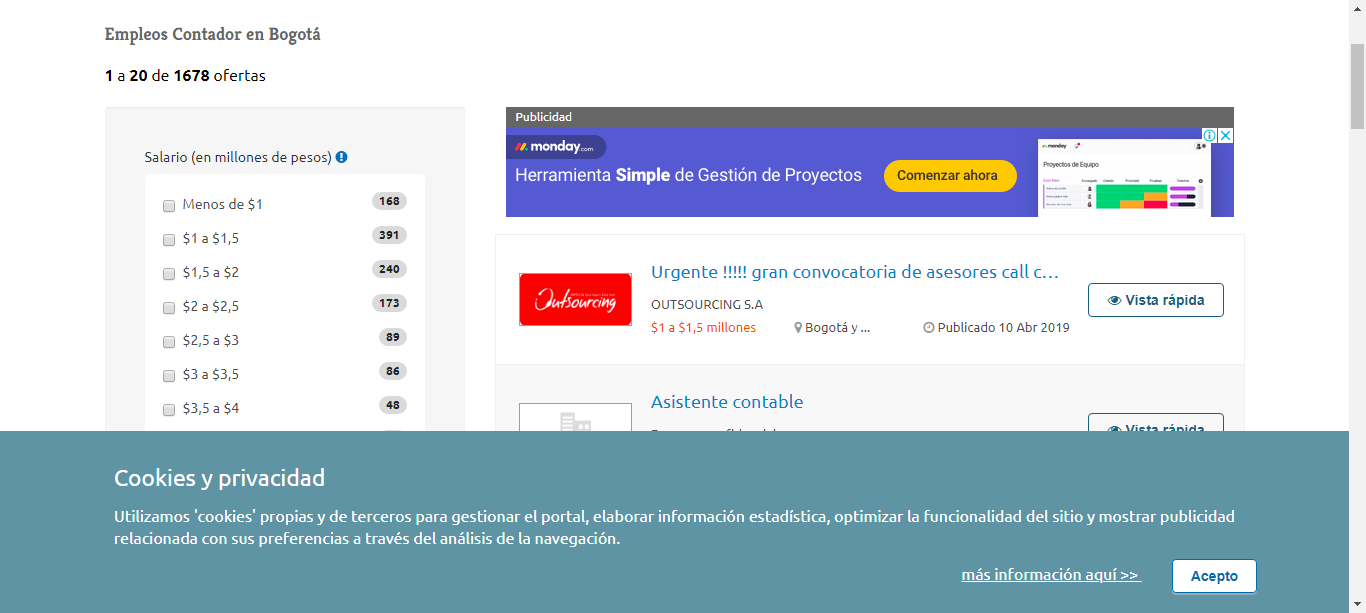 Empleos Contador en Bogotá
1 a 20 de 1678 ofertas
Salario (en millones de pesos)
Menos de $1 168
$1 a $1,5 391
$1,5 a $2 240
$2 a $2,5 173
$2,5 a $3 89
$3 a $3,5 86
$3,5 a $4 48
Publicidad
monday.com
Herramienta Simple de Gestión de Proyectos
Comenzar ahora
monday
Proyectos de Equipo
Urgente !!!!! gran convocatoria de asesores call c...
Outsourcing
OUTSOURCING S.A
$1 a $1,5 millones
Bogotá y ...
Publicado 10 Abr 2019
Vista rápida
Asistente contable
Vista rápida
Cookies y privacidad
Utilizamos 'cookies' propias y de terceros para gestionar el portal, elaborar información estadística, optimizar la funcionalidad del sitio y mostrar publicidad
relacionada con sus preferencias a través del análisis de la navegación.
más información aquí >>
Acepto